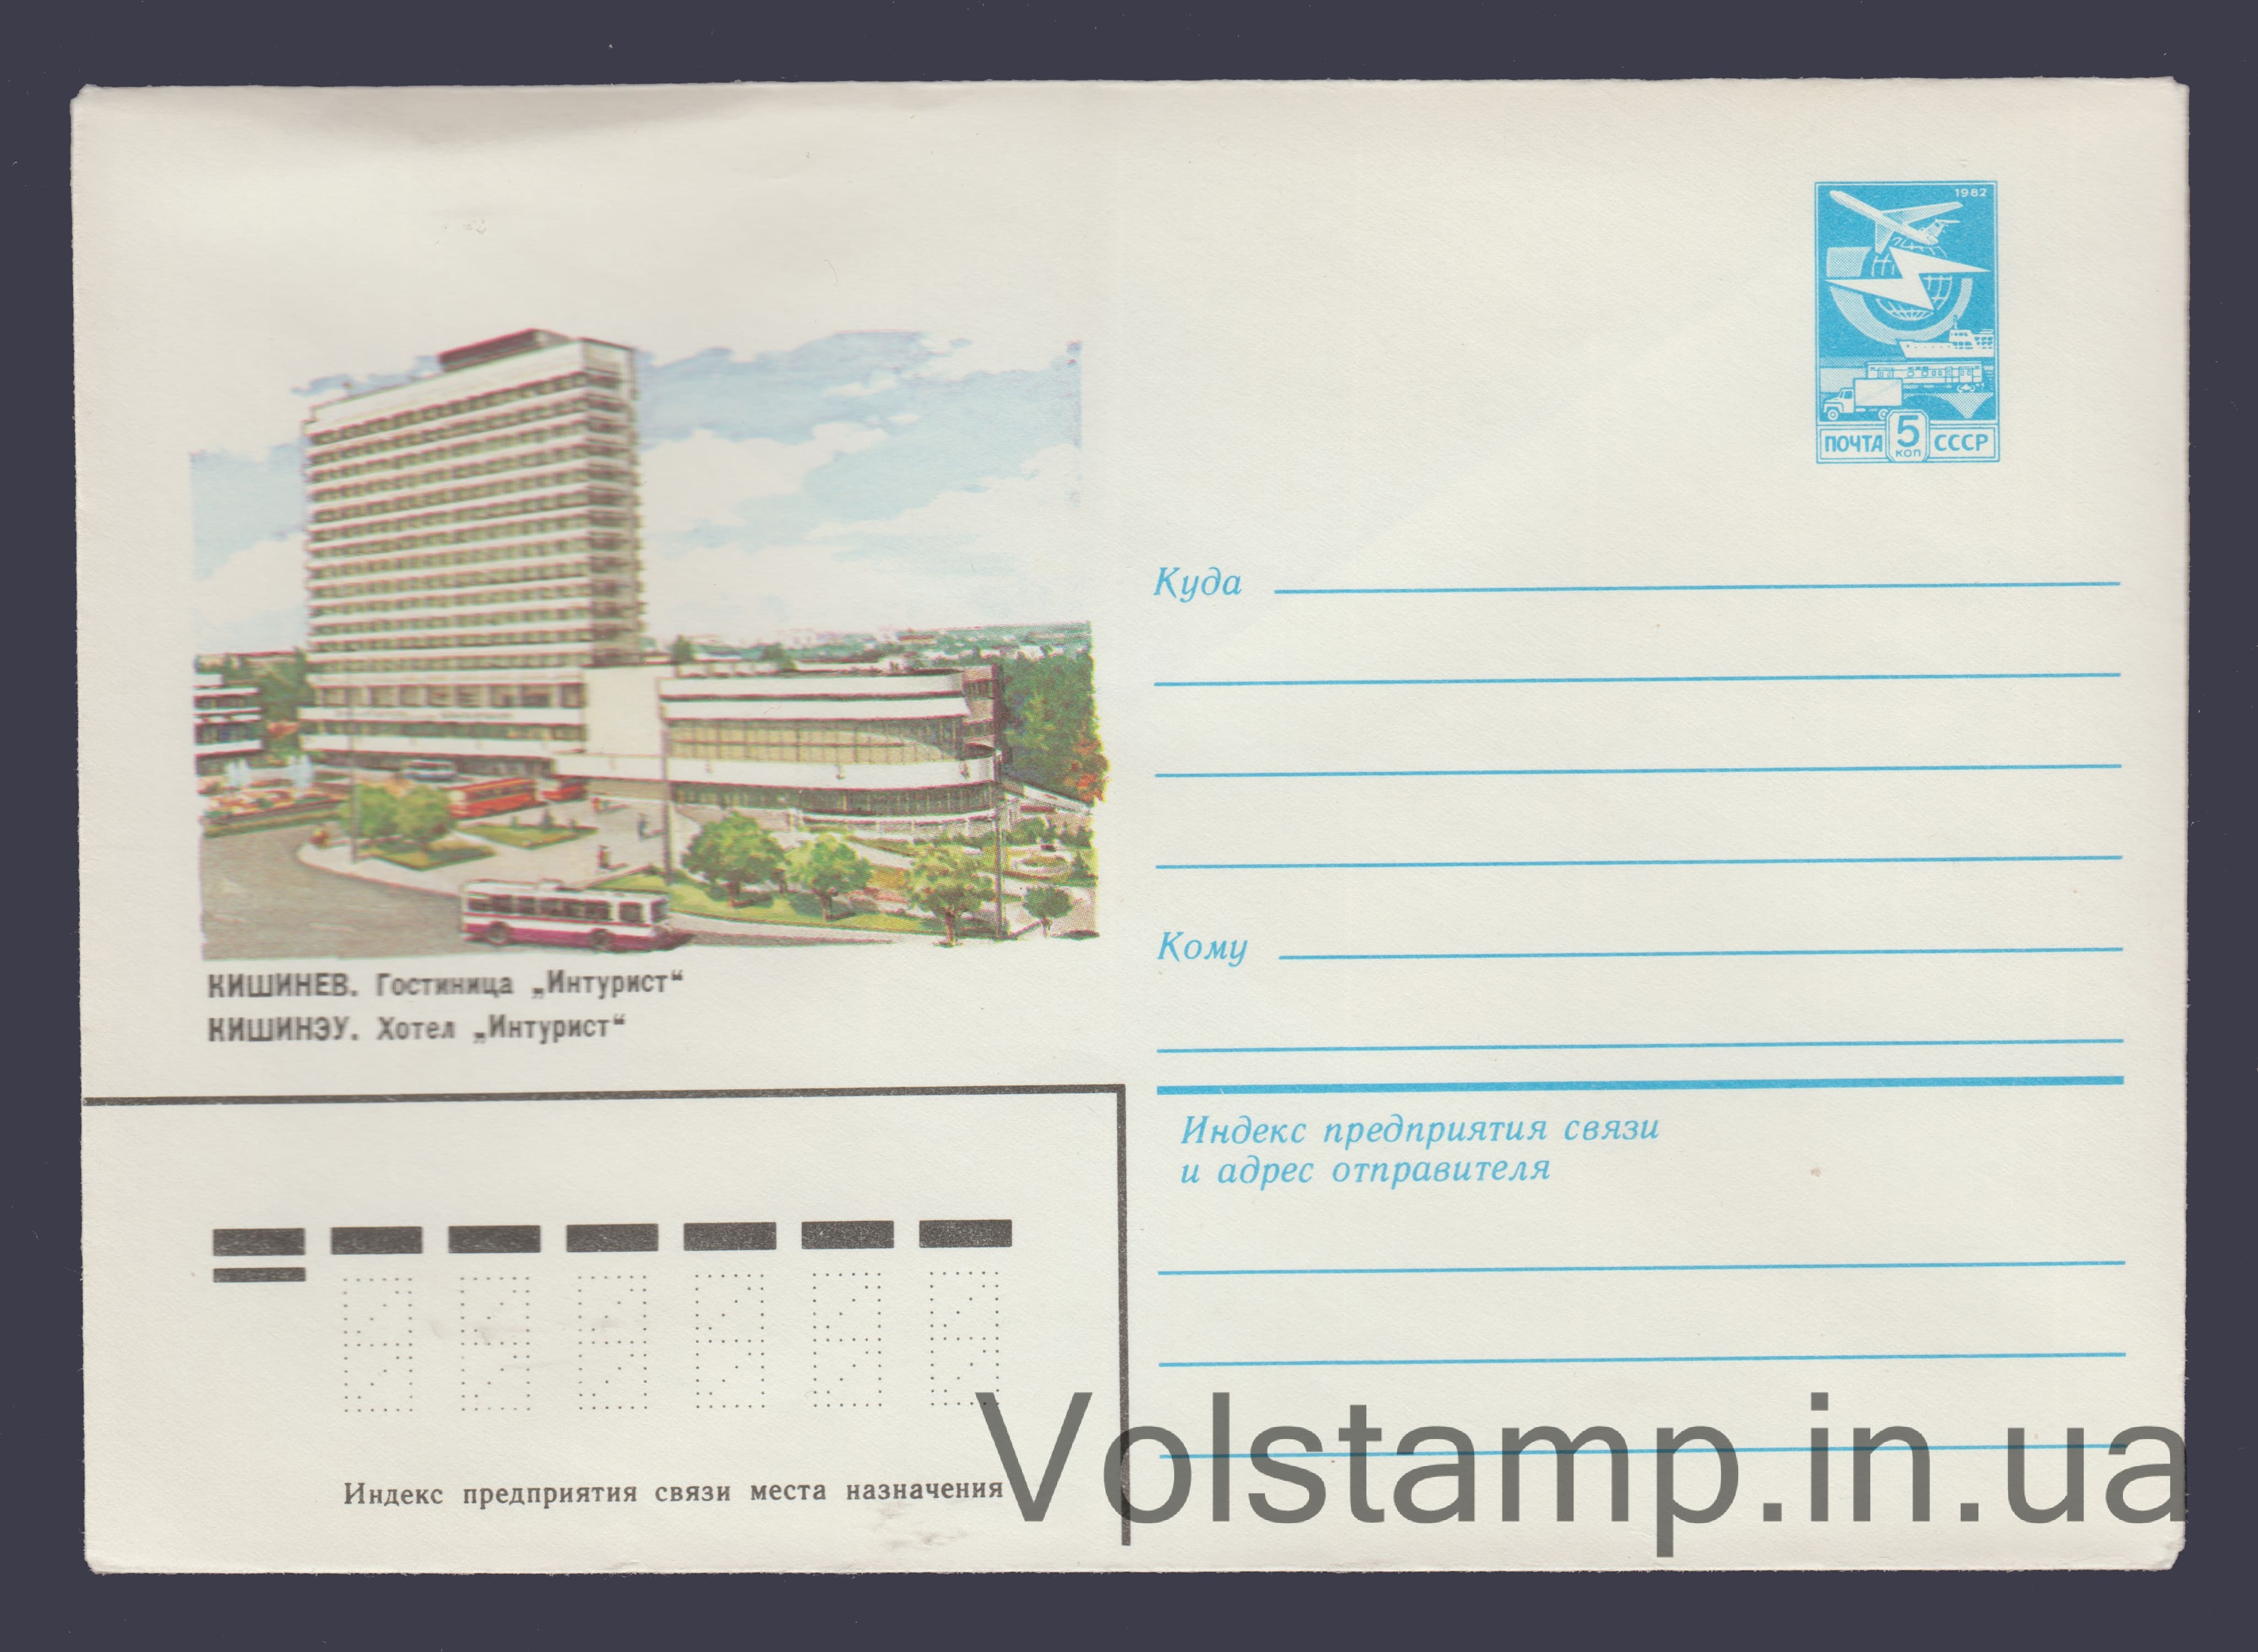 1982
ПОЧТА 5 КОП СССР
КИШИНЕВ. Гостиница „Интурист“
КИШИНЭУ. Хотел „Интурист“
Куда
Кому
Индекс предприятия связи
и адрес отправителя
Индекс предприятия связи места назначения
Volstamp.in.ua